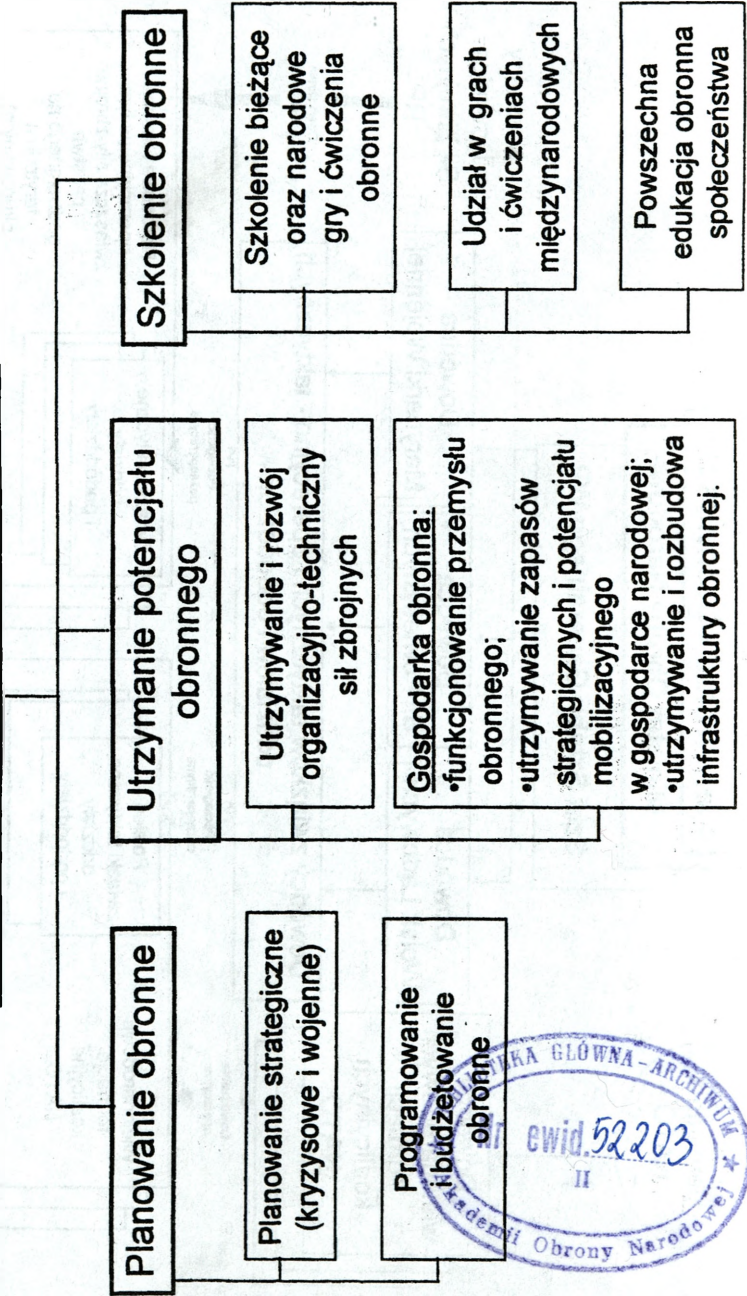 Planowanie obronne
Planowanie strategiczne
(kryzysowe i wojenne)
Programowanie
i budżetowanie
obronne
Utrzymanie potencjału
obronnego
Utrzymywanie i rozwój
organizacyjno-techniczny
sił zbrojnych
Gospodarka obronna:
•funkcjonowanie przemysłu
obronnego;
•utrzymywanie zapasów
strategicznych i potencjału
mobilizacyjnego
w gospodarce narodowej;
•utrzymywanie i rozbudowa
infrastruktury obronnej.
Szkolenie obronne
Szkolenie bieżące
oraz narodowe
gry i ćwiczenia
obronne
Udział w grach
i ćwiczeniach
międzynarodowych
Powszechna
edukacja obronna
społeczeństwa
BIBLIOTEKA GŁÓWNA - ARCHIWUM
Nr ewid. 52203
II
Akademii Obrony Narodowej